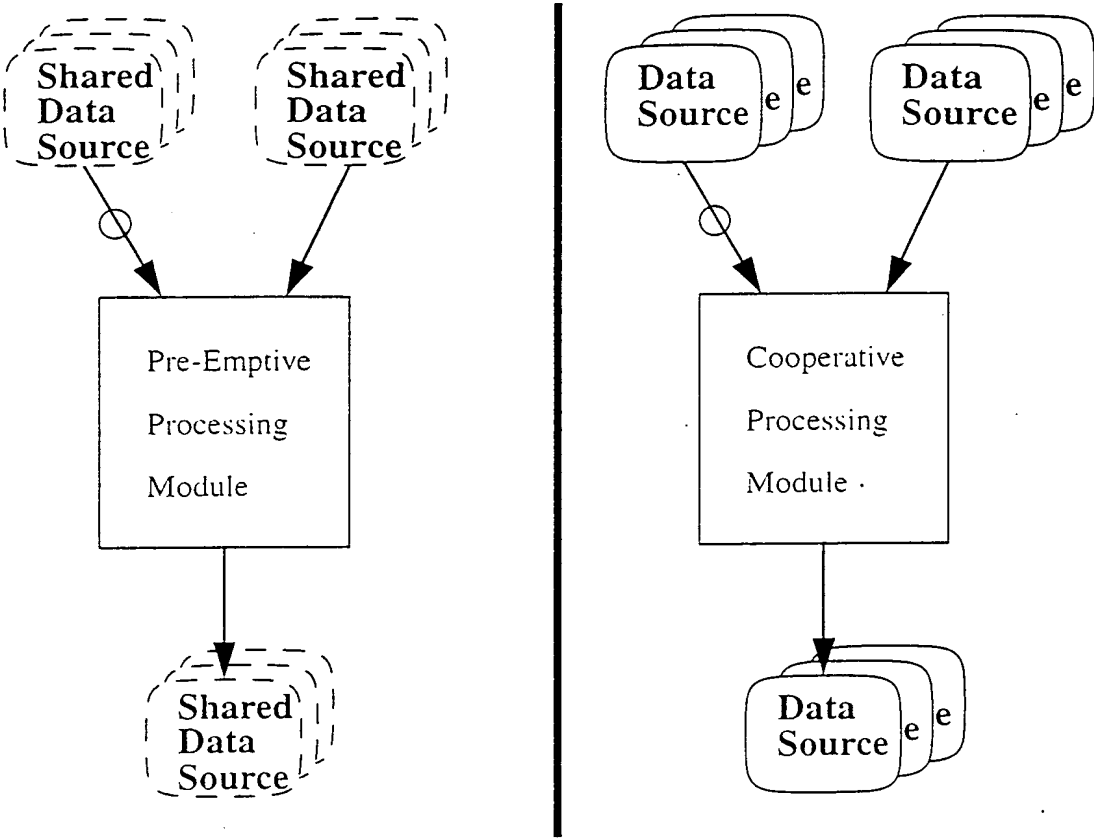 Shared
Data
Source
Shared
Data
Source
Pre-Emptive
Processing
Module
Shared
Data
Source
Data
Source
e
e
Data
Source
e
e
Cooperative
Processing
Module
Data
Source
e
e